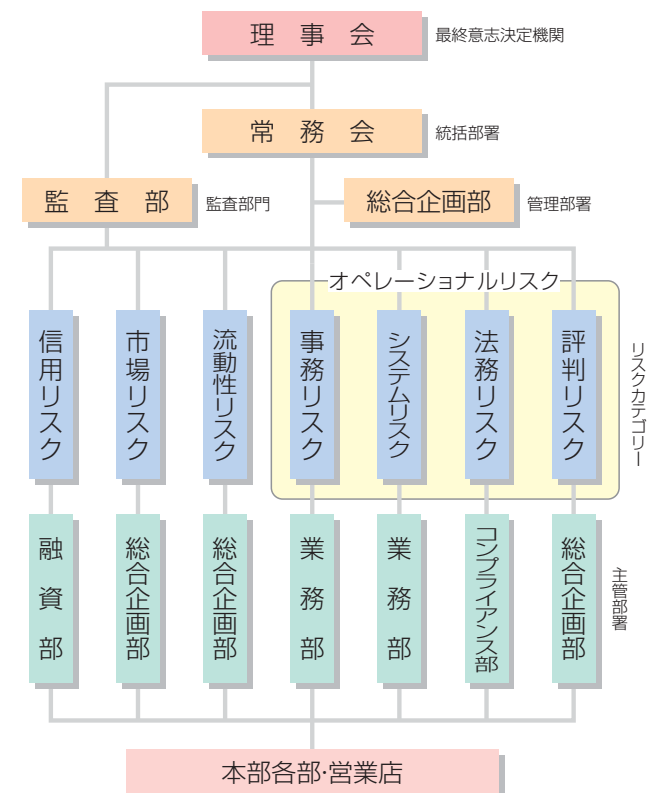 理事会
最終意志決定機関
常務会
統括部署
監査部
監査部門
総合企画部
管理部署
オペレーショナルリスク
信用リスク
市場リスク
流動性リスク
事務リスク
システムリスク
法務リスク
評判リスク
リスクカテゴリー
融資部
総合企画部
総合企画部
業務部
業務部
コンプライアンス部
総合企画部
主管部署
本部各部・営業店